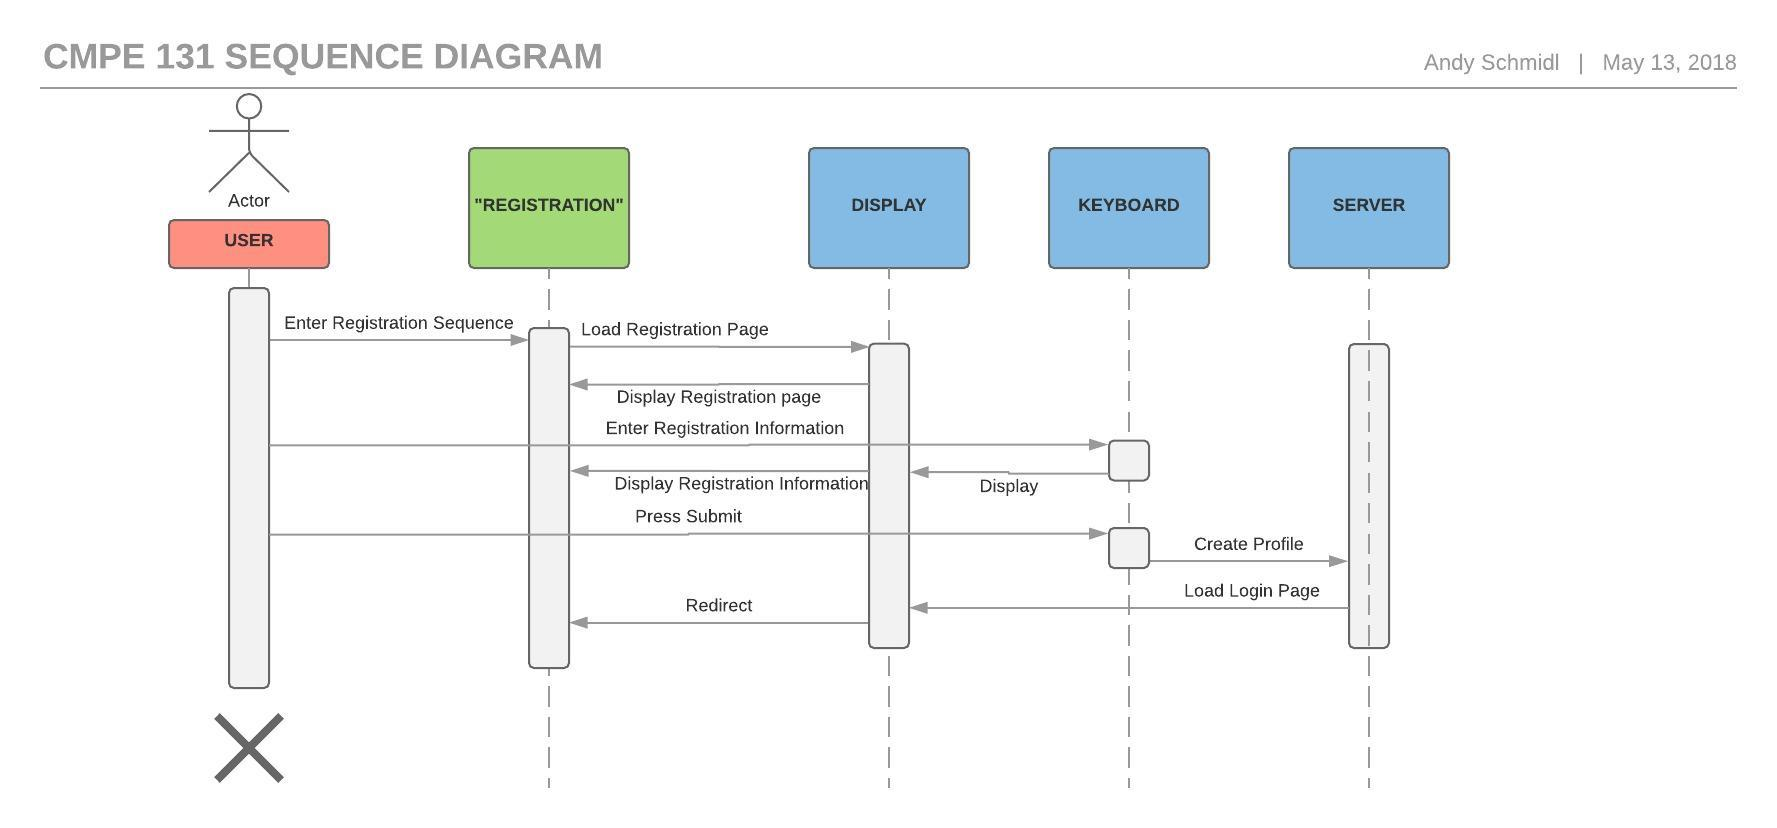 CMPE 131 SEQUENCE DIAGRAM
Andy Schmidl | May 13, 2018
Actor
USER
"REGISTRATION"
DISPLAY
KEYBOARD
SERVER
Enter Registration Sequence
Load Registration Page
Display Registration page
Enter Registration Information
Display Registration Information
Display
Press Submit
Create Profile
Load Login Page
Redirect